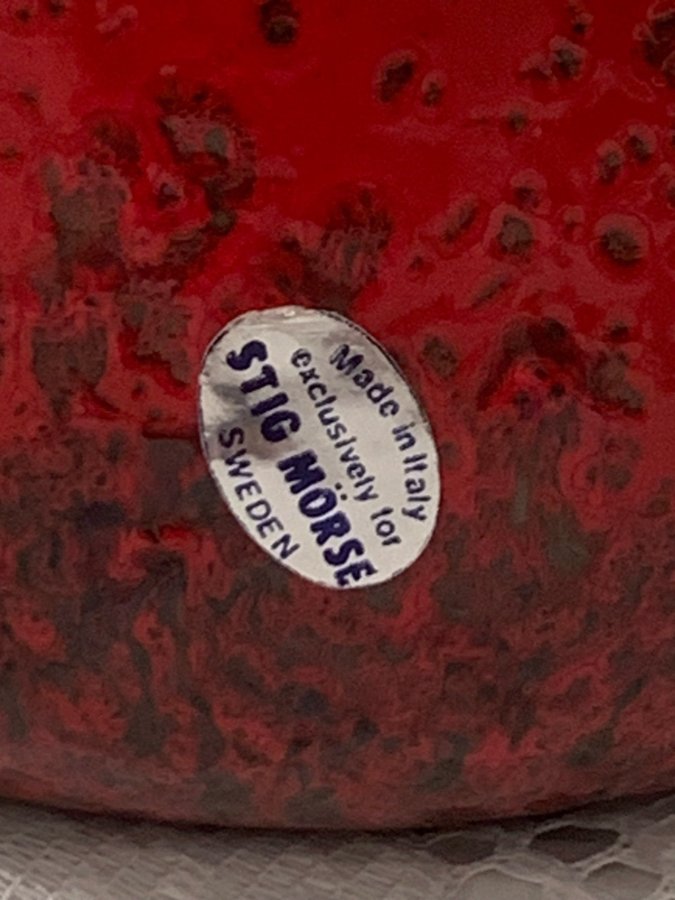 Made in Italy
exclusively for
STIG MÖRSE
SWEDEN